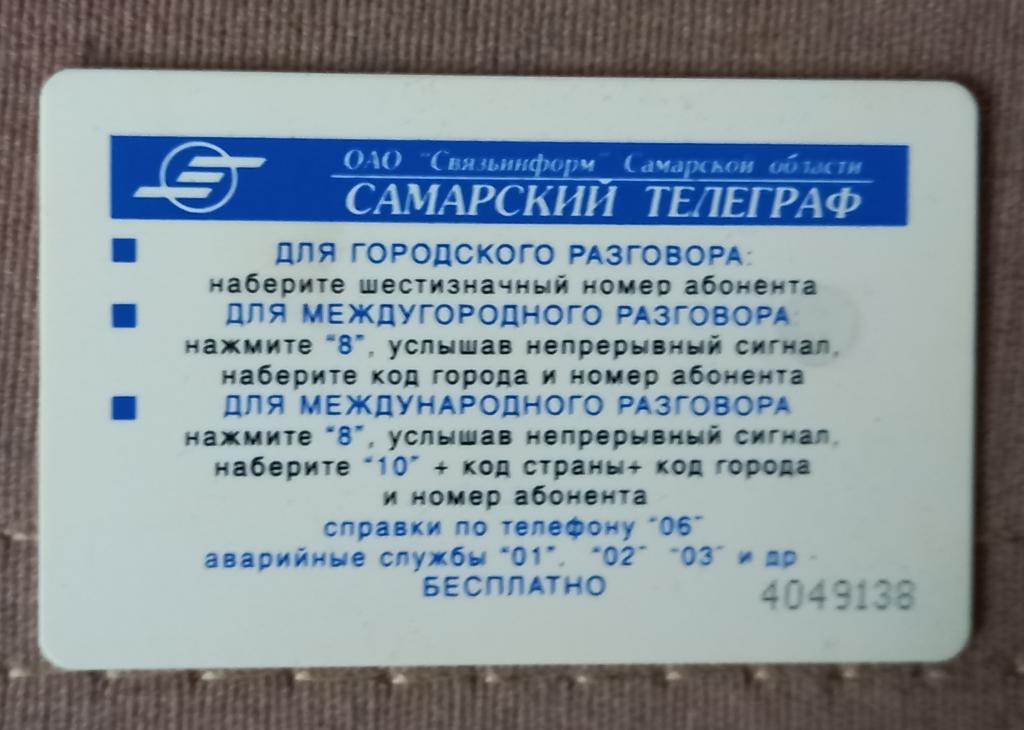 ОАО "Связьинформ" Самарской области
САМАРСКИЙ ТЕЛЕГРАФ
ДЛЯ ГОРОДСКОГО РАЗГОВОРА:
наберите шестизначный номер абонента
ДЛЯ МЕЖДУГОРОДНОГО РАЗГОВОРА:
нажмите "8", услышав непрерывный сигнал,
наберите код города и номер абонента
ДЛЯ МЕЖДУНАРОДНОГО РАЗГОВОРА
нажмите "8", услышав непрерывный сигнал,
наберите "10" + код страны+ код города
и номер абонента
справки по телефону "06"
аварийные службы "01", "02" "03" и др -
БЕСПЛАТНО
4049138